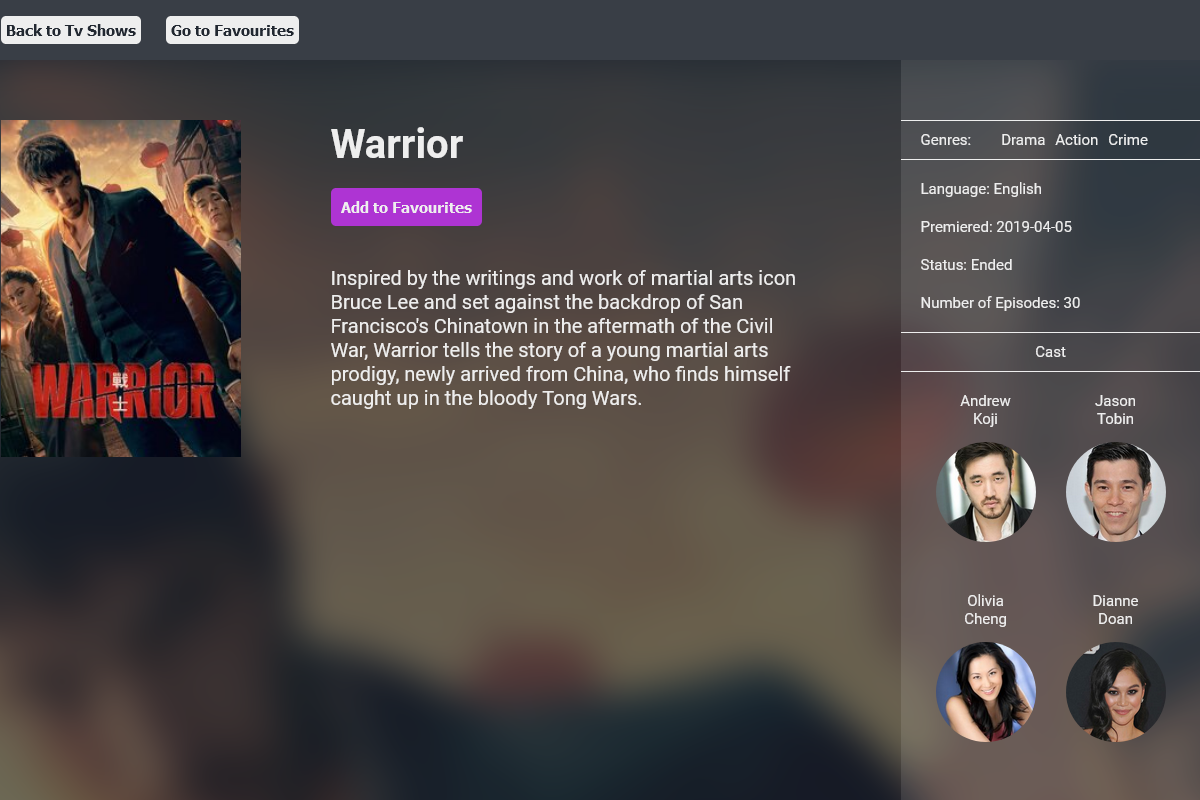 Back to Tv Shows
Go to Favourites
WARRIOR
戰
士
Warrior
Add to Favourites
Inspired by the writings and work of martial arts icon
Bruce Lee and set against the backdrop of San
Francisco's Chinatown in the aftermath of the Civil
War, Warrior tells the story of a young martial arts
prodigy, newly arrived from China, who finds himself
caught up in the bloody Tong Wars.
Genres: Drama Action Crime
Language: English
Premiered: 2019-04-05
Status: Ended
Number of Episodes: 30
Cast
Andrew
Koji
Jason
Tobin
Olivia
Cheng
Dianne
Doan